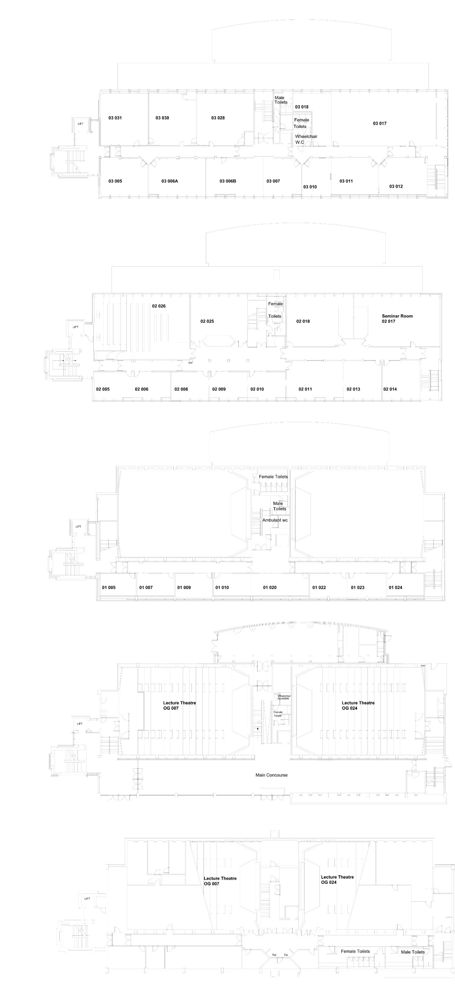 Male
Toilets
03 018
03 031
03 030
03 028
Female
Toilets
03 017
LIFT
Wheelchair
W.C
03 005
03 006A
03 006B
03 007
03 010
03 011
03 012
02 026
Female
Toilets
02 025
02 018
Seminar Room
02 017
LIFT
02 005
02 006
02 008
02 009
02 010
02 011
02 013
02 014
Female Toilets
Male
Toilets
Ambulant wc
LIFT
01 005
01 007
01 009
01 010
01 020
01 022
01 023
01 024
Wheelchair
Accesible
Lecture Theatre
OG 007
Lecture Theatre
OG 024
Female
Toilets
LIFT
Main Concourse
Lecture Theatre
OG 007
Lecture Theatre
OG 024
LIFT
Tel.
Tel.
Female Toilets
Male Toilets